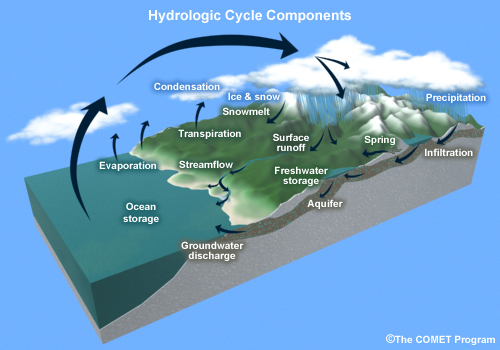 Hydrologic Cycle Components
Condensation
Ice & snow
Precipitation
Snowmelt
Transpiration
Surface
runoff
Spring
Evaporation
Streamflow
Infiltration
Freshwater
storage
Ocean
storage
Aquifer
Groundwater
discharge
©The COMET Program